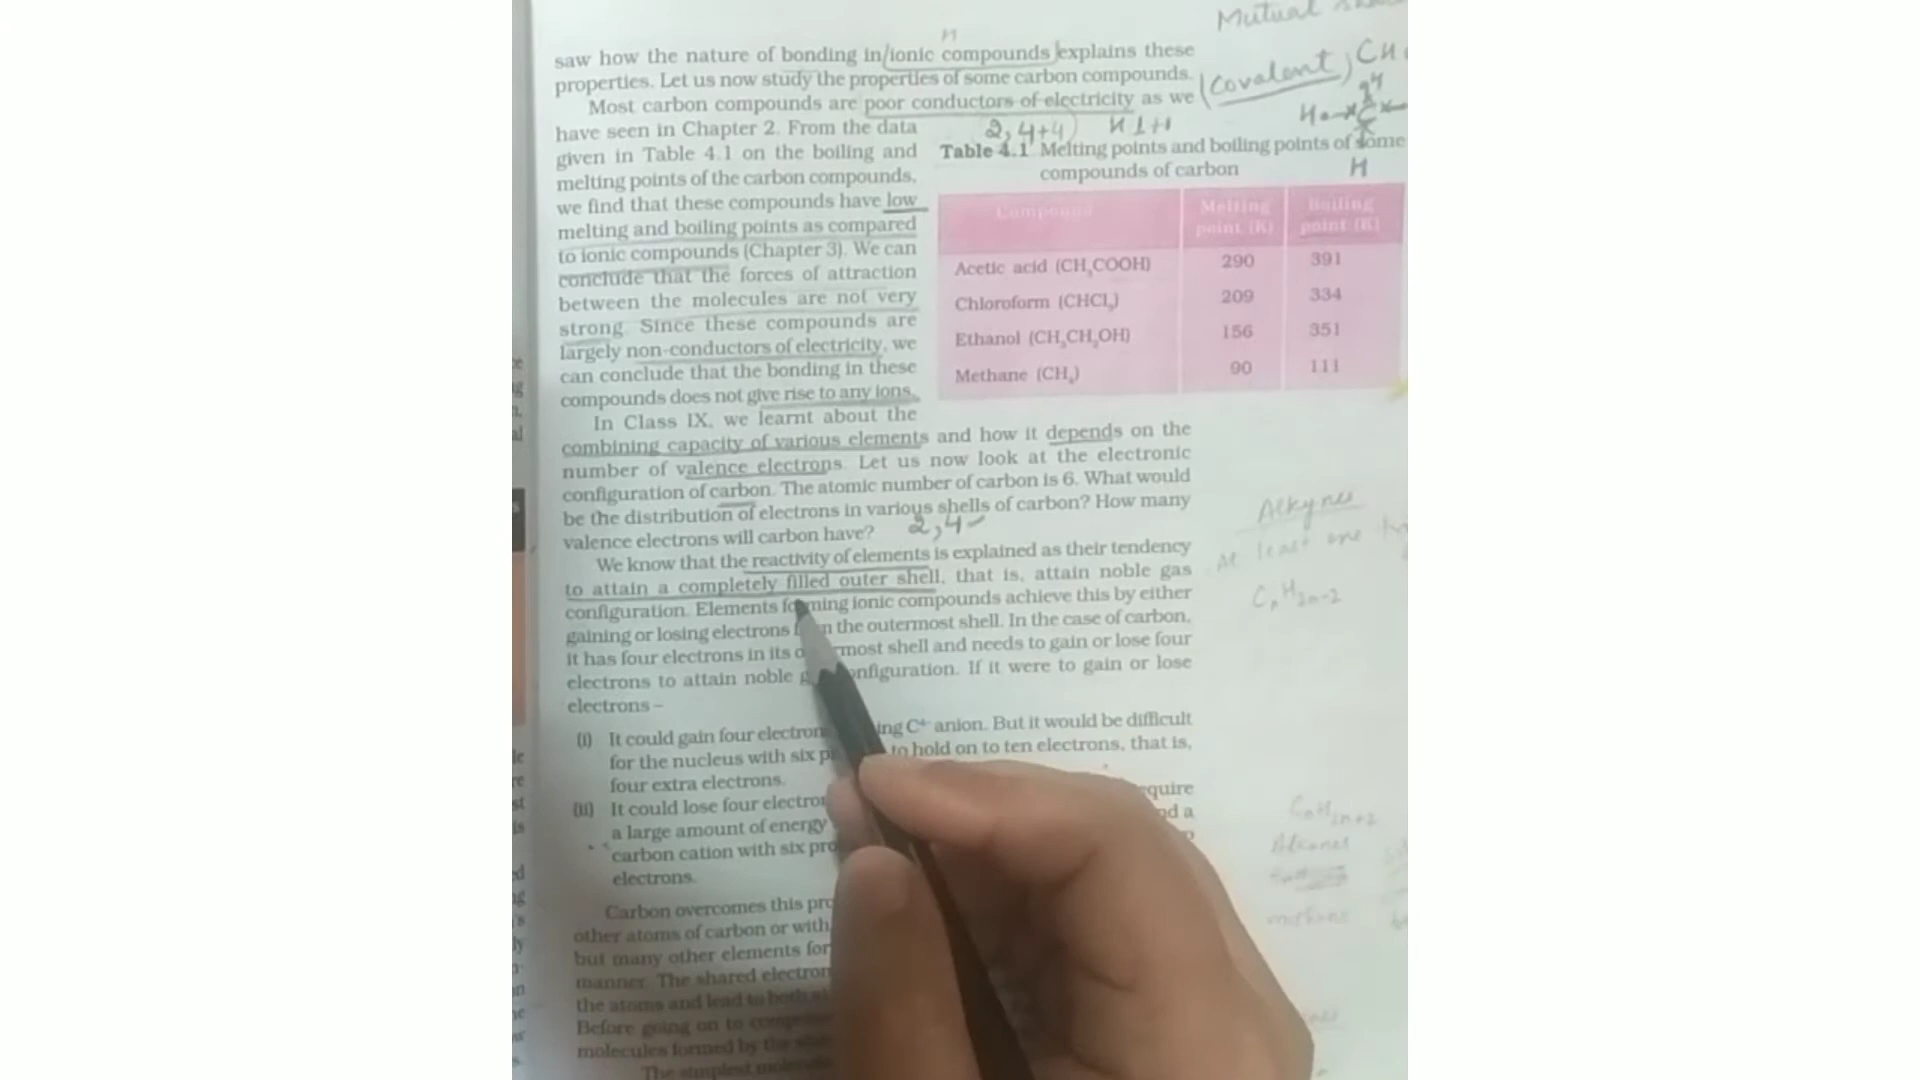 Mutual
saw how the nature of bonding in ionic compounds explains these
properties. Let us now study the properties of some carbon compounds.
(Covalent) CH
Most carbon compounds are poor conductors of electricity as we
have seen in Chapter 2. From the data
2, 4+4
given in Table 4.1 on the boiling and
melting points of the carbon compounds,
we find that these compounds have low
melting and boiling points as compared
to ionic compounds (Chapter 3). We can
conclude that the forces of attraction
between the molecules are not very
strong. Since these compounds are
largely non-conductors of electricity, we
can conclude that the bonding in these
compounds does not give rise to any ions.
Table 4.1 Melting points and boiling points of some
compounds of carbon
H
Compound Melting point (K) Boiling point (K)
Acetic acid (CH3COOH) 290 391
Chloroform (CHCl3) 209 334
Ethanol (CH3CH2OH) 156 351
Methane (CH4) 90 111
In Class IX, we learnt about the
combining capacity of various elements and how it depends on the
number of valence electrons. Let us now look at the electronic
configuration of carbon. The atomic number of carbon is 6. What would
be the distribution of electrons in various shells of carbon? How many
valence electrons will carbon have? 2,4
We know that the reactivity of elements is explained as their tendency
to attain a completely filled outer shell, that is, attain noble gas
configuration. Elements forming ionic compounds achieve this by either
gaining or losing electrons the outermost shell. In the case of carbon,
it has four electrons in its most shell and needs to gain or lose four
electrons to attain noble configuration. If it were to gain or lose
electrons –
Alkynes
At least one
CnH2n-2
(i) It could gain four electron ing C4- anion. But it would be difficult
for the nucleus with six to hold on to ten electrons, that is,
four extra electrons.
(ii) It could lose four electron quire
a large amount of energy a
carbon cation with six pro
electrons.
CnH2n+2
Alkanes
methane
Carbon overcomes this
other atoms of carbon or with
but many other elements for
manner. The shared electron
the atoms and lead to both
Before going on to
molecules formed by the
The simplest molecule